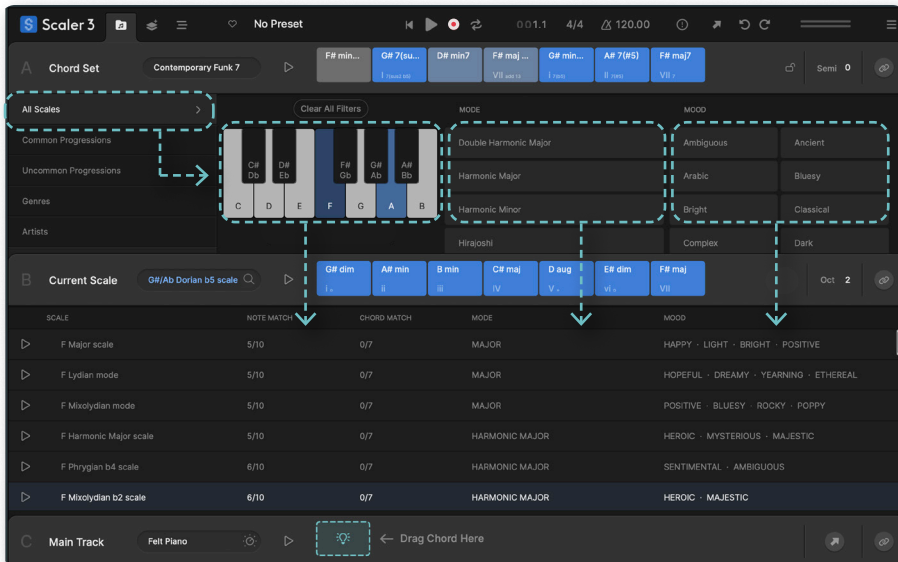 Scaler 3 No Preset 001.1 4/4 120.00
A Chord Set Contemporary Funk 7 F# min... G# 7(su... D# min7 F# maj ... G# min... A# 7(#5) F# maj7 Semi 0
I 7(sus2 b5) VII I II VII 7
All Scales Clear All Filters MODE MOOD
Common Progressions Double Harmonic Major Ambiguous Ancient
Uncommon Progressions Harmonic Major Arabic Bluesy
Genres Harmonic Minor Bright Classical
Artists Hirajoshi Complex Dark
C# D# F# G# A#
Db Eb Gb Ab Bb
C D E F G A B
B Current Scale G#/Ab Dorian b5 scale G# dim A# min B min C# maj D aug E# dim F# maj Oct 2
i ii iii IV V vi VII
SCALE NOTE MATCH CHORD MATCH MODE MOOD
F Major scale 5/10 0/7 MAJOR HAPPY · LIGHT · BRIGHT · POSITIVE
F Lydian mode 5/10 0/7 MAJOR HOPEFUL · DREAMY · YEARNING · ETHEREAL
F Mixolydian mode 5/10 0/7 MAJOR POSITIVE · BLUESY · ROCKY · POPPY
F Harmonic Major scale 5/10 0/7 HARMONIC MAJOR HEROIC · MYSTERIOUS · MAJESTIC
F Phrygian b4 scale 6/10 0/7 HARMONIC MAJOR SENTIMENTAL · AMBIGUOUS
F Mixolydian b2 scale 6/10 0/7 HARMONIC MAJOR HEROIC · MAJESTIC
C Main Track Felt Piano Drag Chord Here